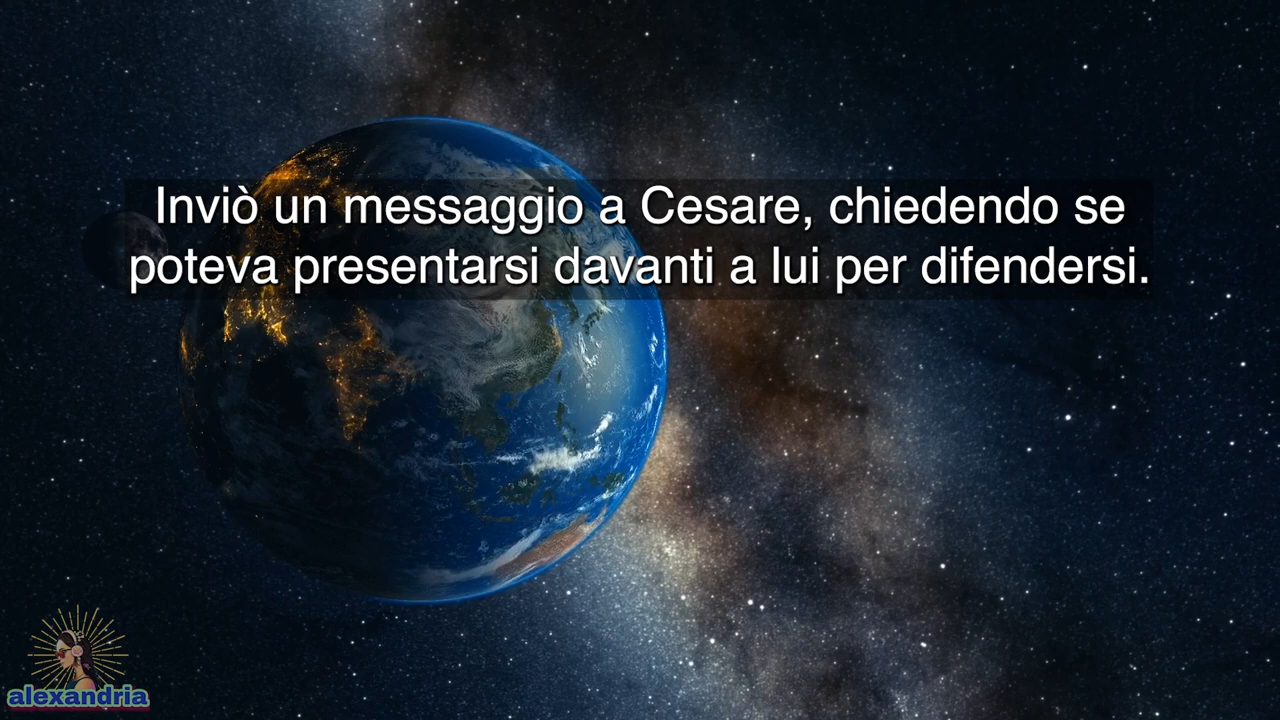 Inviò un messaggio a Cesare, chiedendo se
poteva presentarsi davanti a lui per difendersi.
alexandria